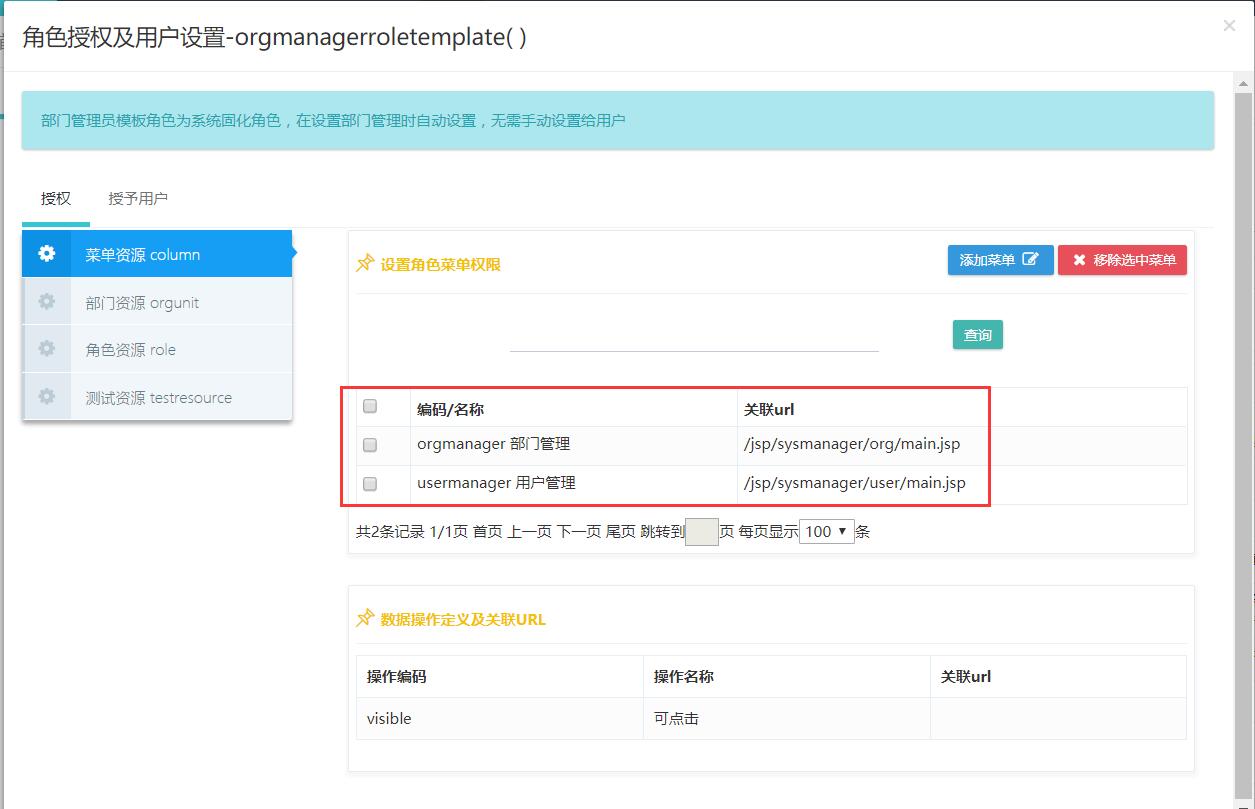 角色授权及用户设置-orgmanagerroletemplate( )
×
部门管理员模板角色为系统固化角色，在设置部门管理时自动设置，无需手动设置给用户
授权 授予用户
菜单资源 column
部门资源 orgunit
角色资源 role
测试资源 testresource
设置角色菜单权限 添加菜单 移除选中菜单
查询
编码/名称 关联url
orgmanager 部门管理 /jsp/sysmanager/org/main.jsp
usermanager 用户管理 /jsp/sysmanager/user/main.jsp
共2条记录 1/1页 首页 上一页 下一页 尾页 跳转到 页 每页显示 100 条
数据操作定义及关联URL
操作编码 操作名称 关联url
visible 可点击